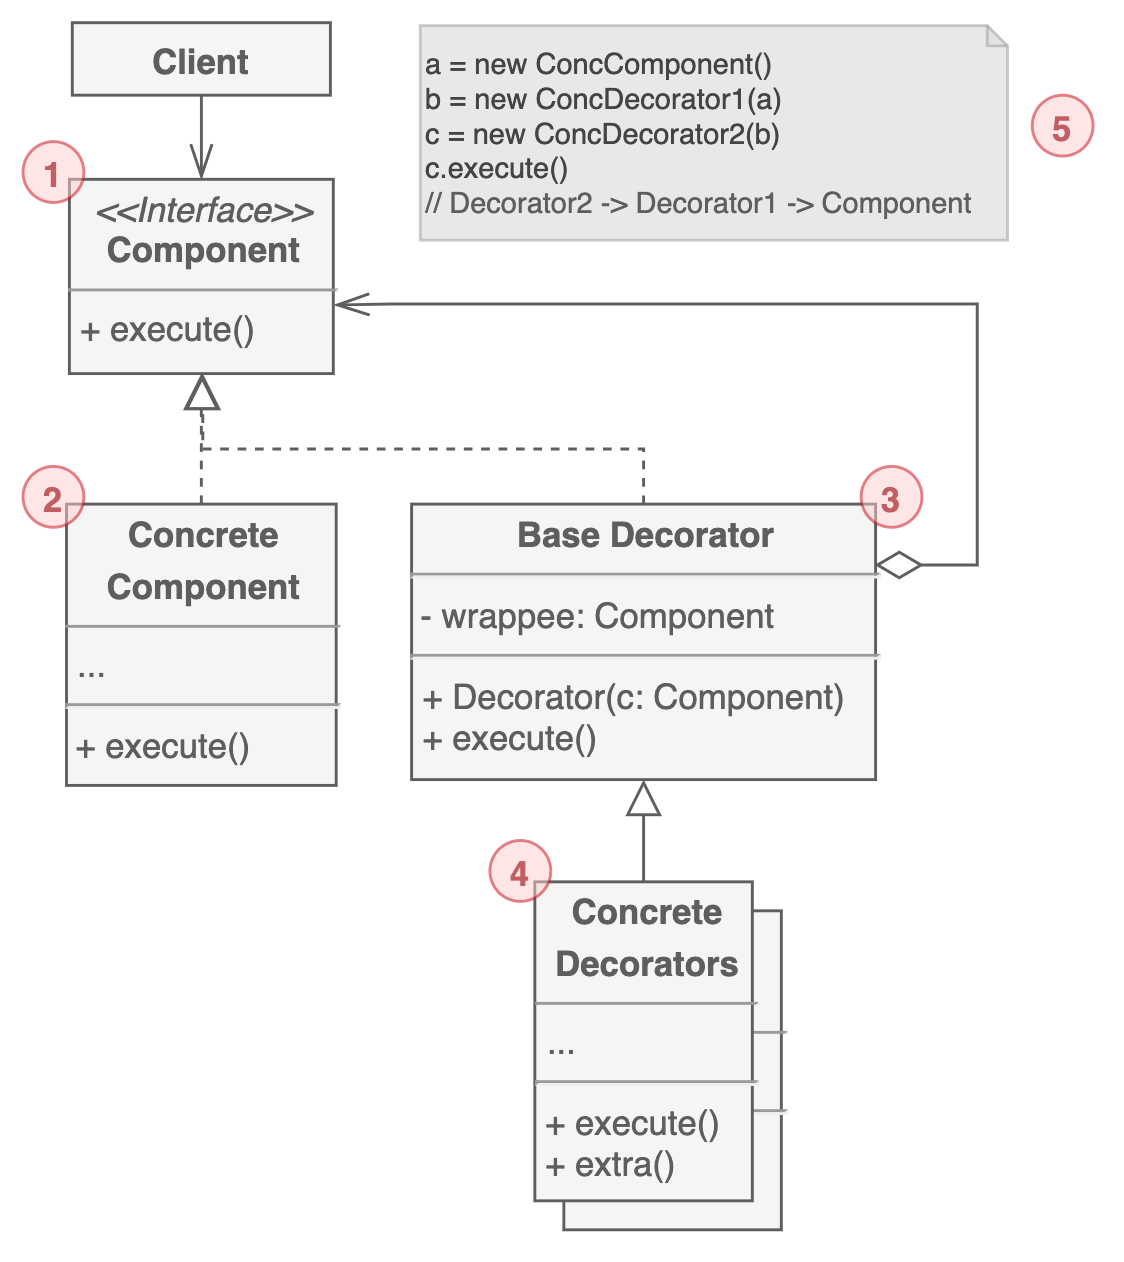 Client
a = new ConcComponent()
b = new ConcDecorator1(a)
c = new ConcDecorator2(b)
c.execute()
// Decorator2 -> Decorator1 -> Component
5
1
<<Interface>>
Component
+ execute()
2
Concrete
Component
...
+ execute()
3
Base Decorator
- wrappee: Component
+ Decorator(c: Component)
+ execute()
4
Concrete
Decorators
...
+ execute()
+ extra()